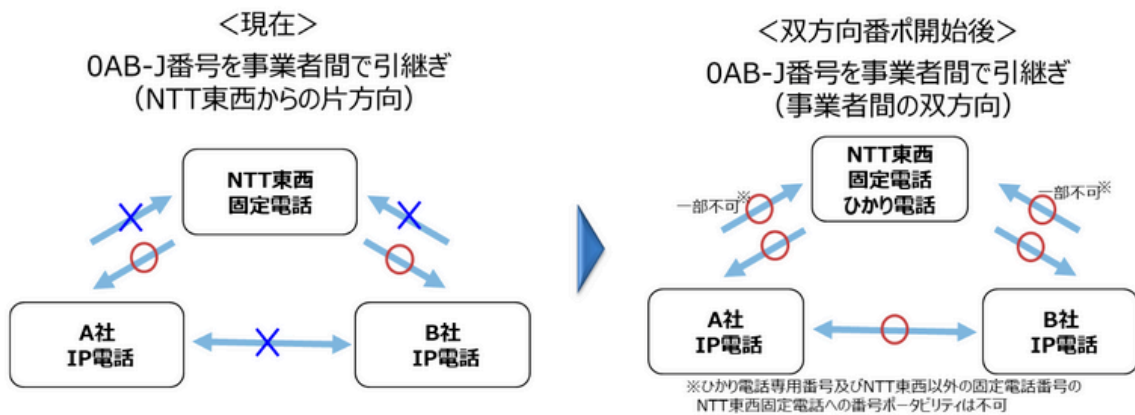 <現在>
0AB-J番号を事業者間で引継ぎ
（NTT東西からの片方向）
NTT東西
固定電話
A社
IP電話
B社
IP電話
<双方向番ポ開始後>
0AB-J番号を事業者間で引継ぎ
（事業者間の双方向）
NTT東西
固定電話
ひかり電話
一部不可※
一部不可※
A社
IP電話
B社
IP電話
※ひかり電話専用番号及びNTT東西以外の固定電話番号の
NTT東西固定電話への番号ポータビリティは不可